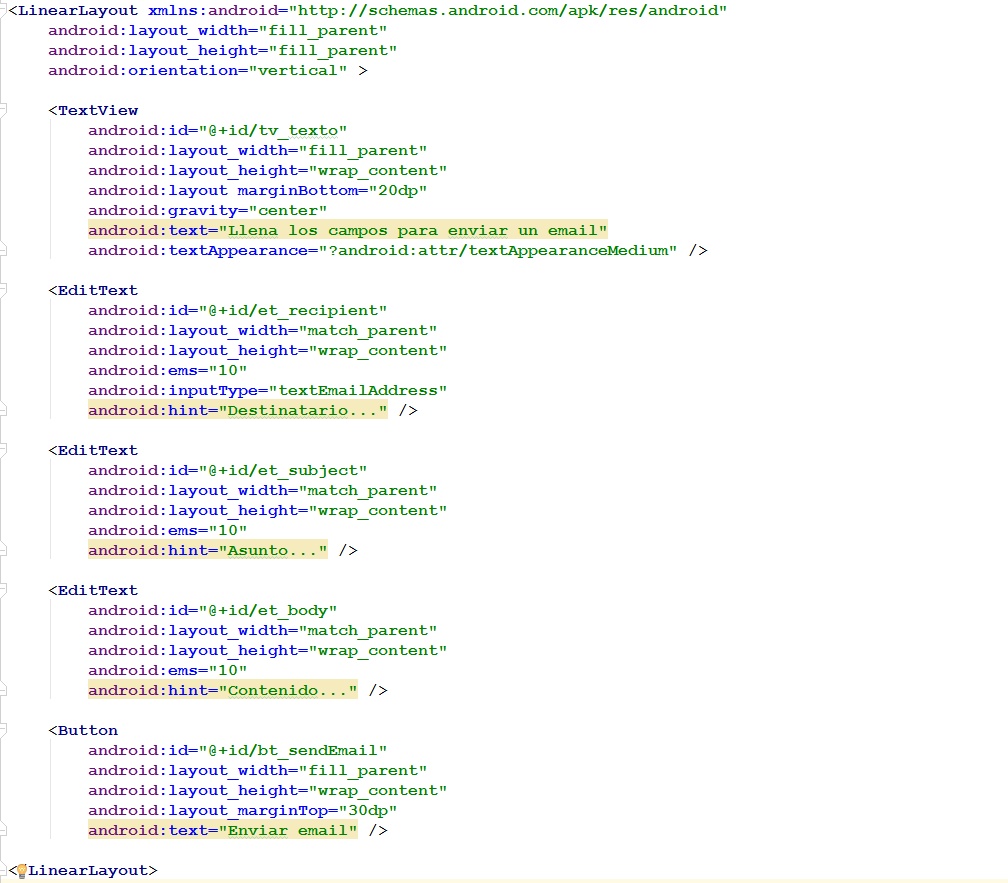 <LinearLayout xmlns:android="http://schemas.android.com/apk/res/android"
    android:layout_width="fill_parent"
    android:layout_height="fill_parent"
    android:orientation="vertical" >

    <TextView
        android:id="@+id/tv_texto"
        android:layout_width="fill_parent"
        android:layout_height="wrap_content"
        android:layout_marginBottom="20dp"
        android:gravity="center"
        android:text="Llena los campos para enviar un email"
        android:textAppearance="?android:attr/textAppearanceMedium" />

    <EditText
        android:id="@+id/et_recipient"
        android:layout_width="match_parent"
        android:layout_height="wrap_content"
        android:ems="10"
        android:inputType="textEmailAddress"
        android:hint="Destinatario..." />

    <EditText
        android:id="@+id/et_subject"
        android:layout_width="match_parent"
        android:layout_height="wrap_content"
        android:ems="10"
        android:hint="Asunto..." />

    <EditText
        android:id="@+id/et_body"
        android:layout_width="match_parent"
        android:layout_height="wrap_content"
        android:ems="10"
        android:hint="Contenido..." />

    <Button
        android:id="@+id/bt_sendEmail"
        android:layout_width="fill_parent"
        android:layout_height="wrap_content"
        android:layout_marginTop="30dp"
        android:text="Enviar email" />

</LinearLayout>